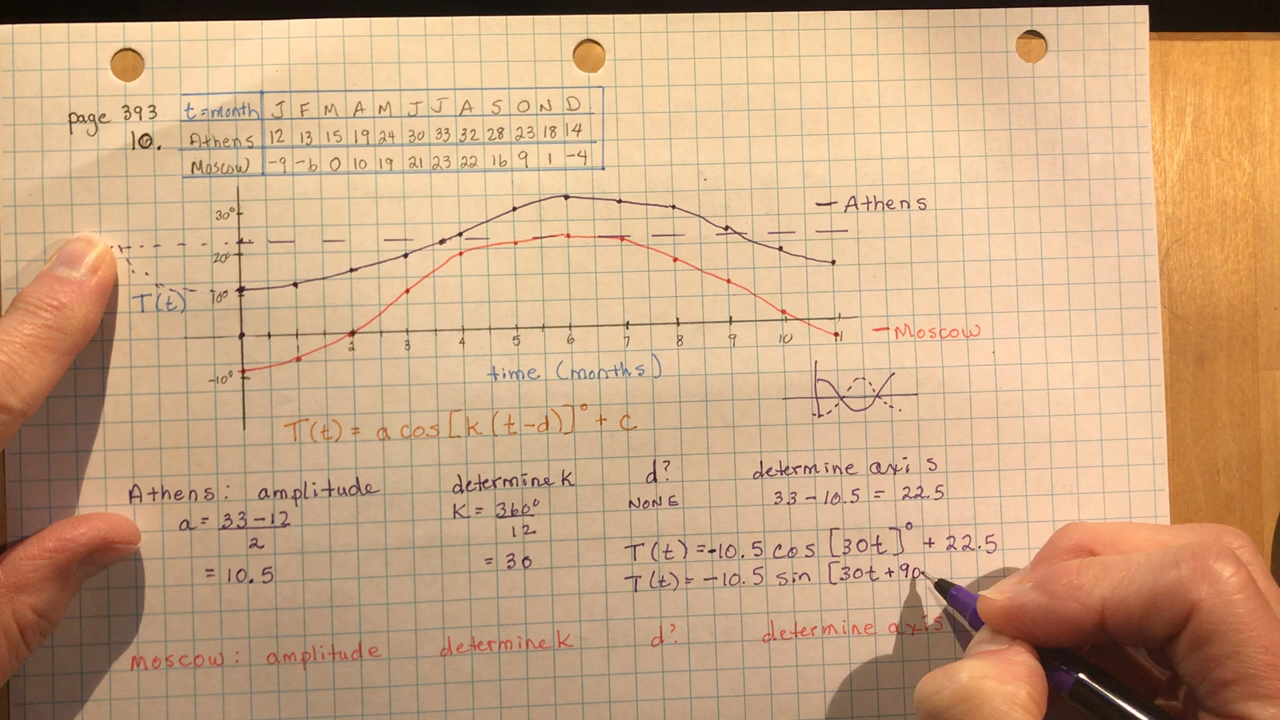 page 393
10.
t=month J F M A M J J A S O N D
Athens 12 13 15 19 24 30 33 32 28 23 18 14
Moscow -9 -6 0 10 19 21 23 22 16 9 1 -4
30°
20°
10°
-10°
T(t)
2 3 4 5 6 7 8 9 10 11
time (months)
— Athens
— Moscow
T(t) = a cos[k(t-d)]° + c
Athens: amplitude
a = 33-12
2
= 10.5
determine k
K = 360°
12
= 30
d?
NONE
determine axis
33 - 10.5 = 22.5
T(t) = -10.5 cos [30t]° + 22.5
T(t) = -10.5 sin [30t + 90
Moscow: amplitude determine k d? determine axis